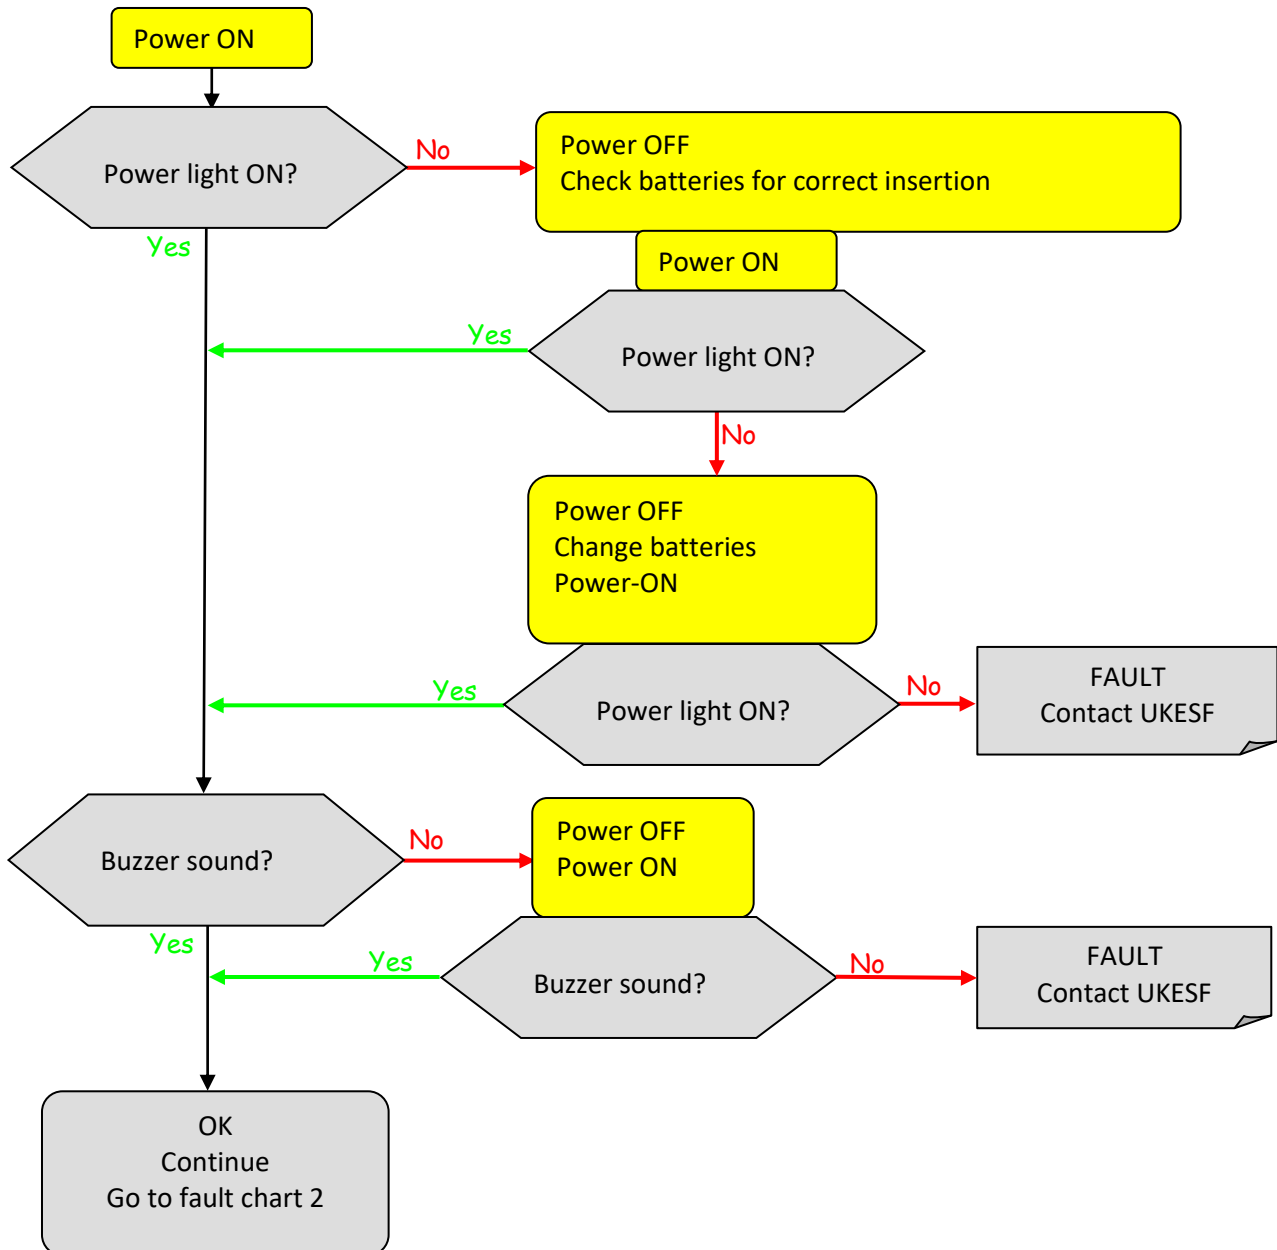 Power ON
Power light ON?
No
Power OFF
Check batteries for correct insertion
Yes
Power ON
Yes
Power light ON?
No
Power OFF
Change batteries
Power-ON
Yes
Power light ON?
No
FAULT
Contact UKESF
Buzzer sound?
No
Power OFF
Power ON
Yes
Yes
Buzzer sound?
No
FAULT
Contact UKESF
OK
Continue
Go to fault chart 2